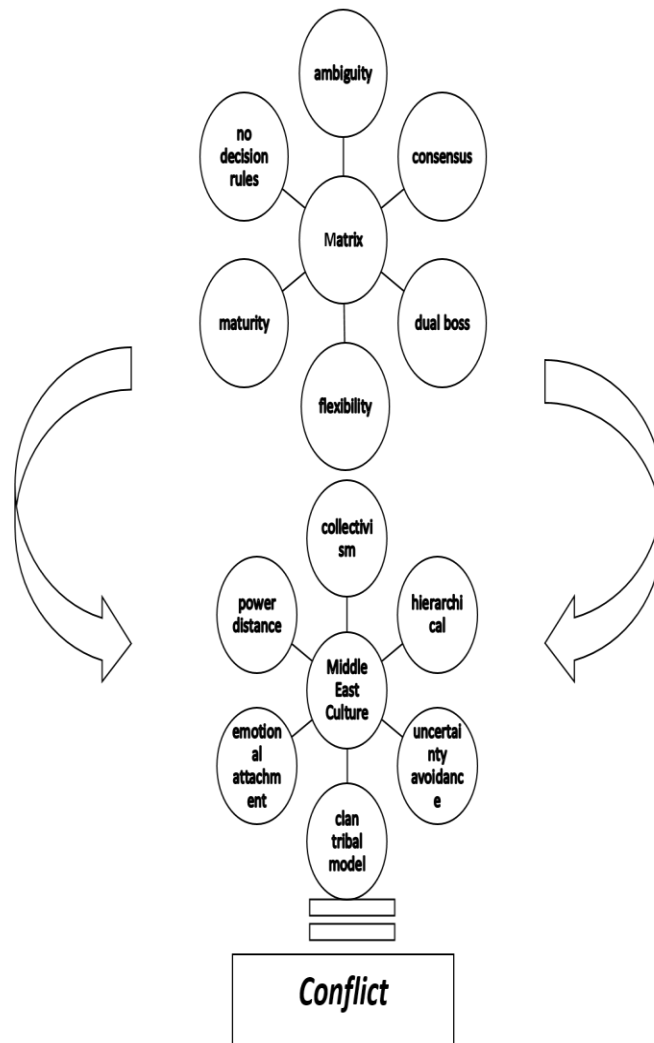 ambiguity
no
decision
rules
consensus
Matrix
maturity
dual boss
flexibility
collectivi
sm
power
distance
hierarchi
cal
Middle
East
Culture
emotion
al
attachm
ent
uncertai
nty
avoidanc
e
clan
tribal
model
Conflict